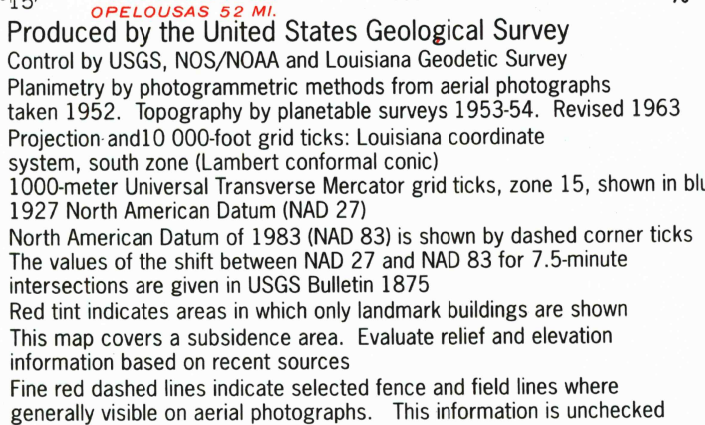 15'
OPELOUSAS 52 MI.
Produced by the United States Geological Survey
Control by USGS, NOS/NOAA and Louisiana Geodetic Survey
Planimetry by photogrammetric methods from aerial photographs
taken 1952. Topography by planetable surveys 1953-54. Revised 1963
Projection and10 000-foot grid ticks: Louisiana coordinate
system, south zone (Lambert conformal conic)
1000-meter Universal Transverse Mercator grid ticks, zone 15, shown in
1927 North American Datum (NAD 27)
North American Datum of 1983 (NAD 83) is shown by dashed corner ticks
The values of the shift between NAD 27 and NAD 83 for 7.5-minute
intersections are given in USGS Bulletin 1875
Red tint indicates areas in which only landmark buildings are shown
This map covers a subsidence area. Evaluate relief and elevation
information based on recent sources
Fine red dashed lines indicate selected fence and field lines where
generally visible on aerial photographs. This information is unchecked